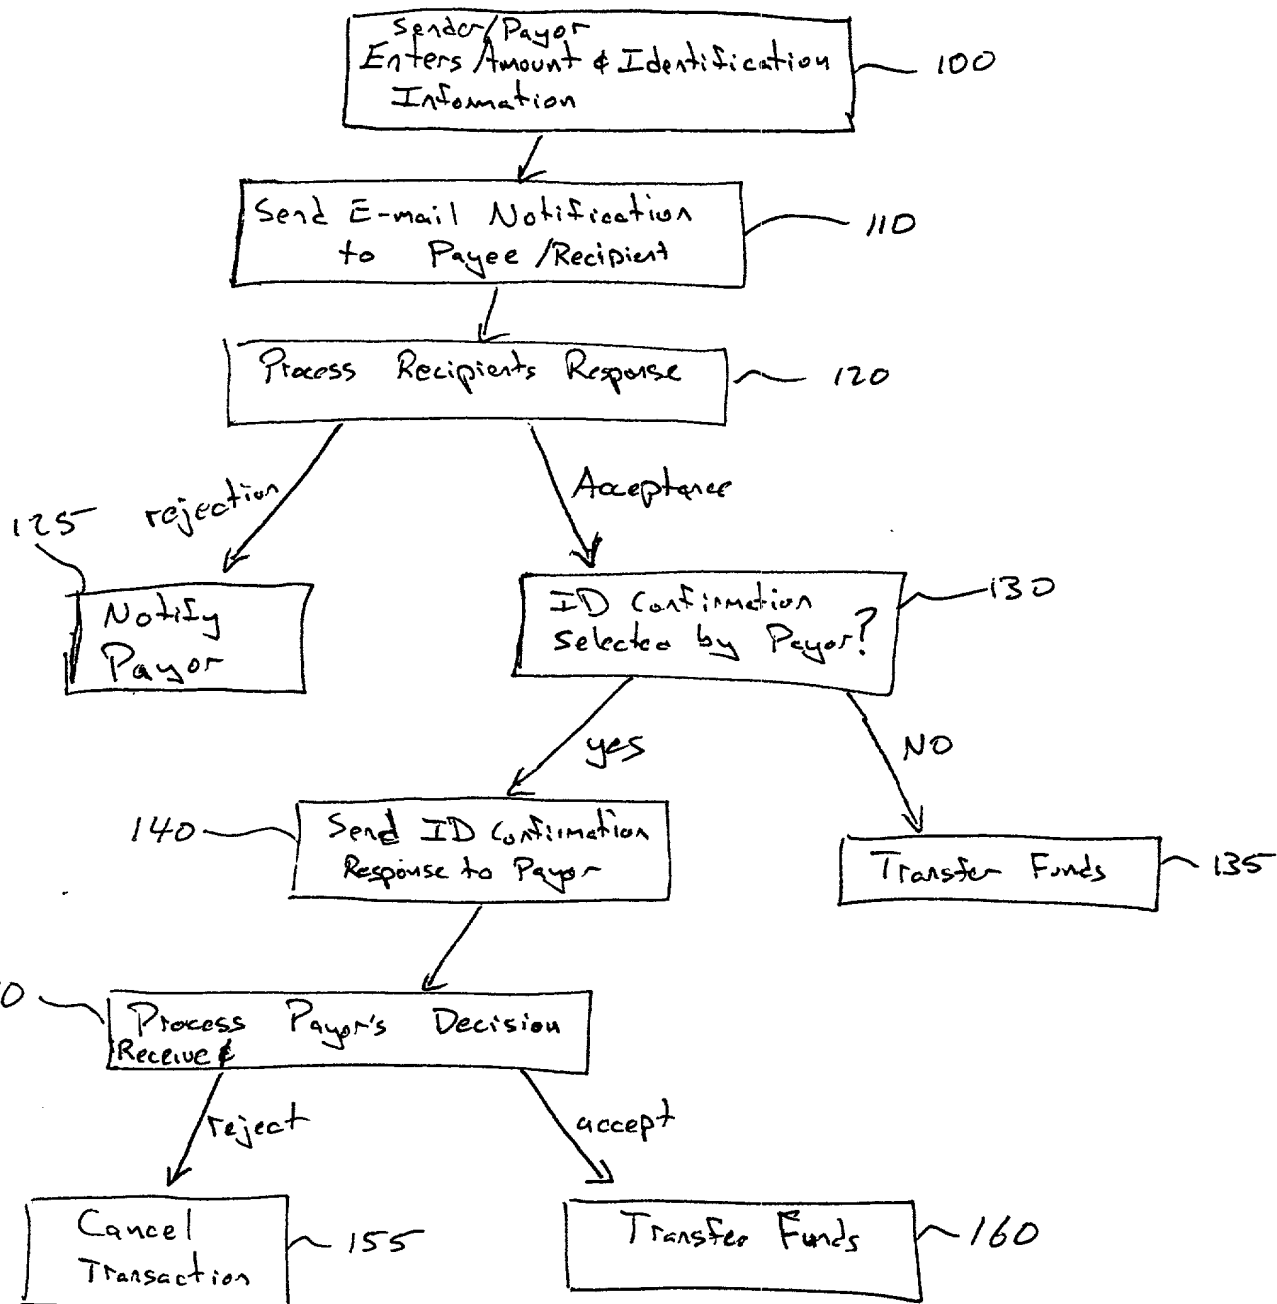 Sender/Payor
Enters Amount & Identification
Information
100
Send E-mail Notification
to Payee/Recipient
110
Process Recipients Response
120
rejection
Acceptance
125
Notify
Payor
ID Confirmation
Selected by Payor?
130
yes
NO
140
Send ID Confirmation
Response to Payor
Transfer Funds
135
0
Process Payor's Decision
Receive &
reject
accept
Cancel
Transaction
155
Transfer Funds
160